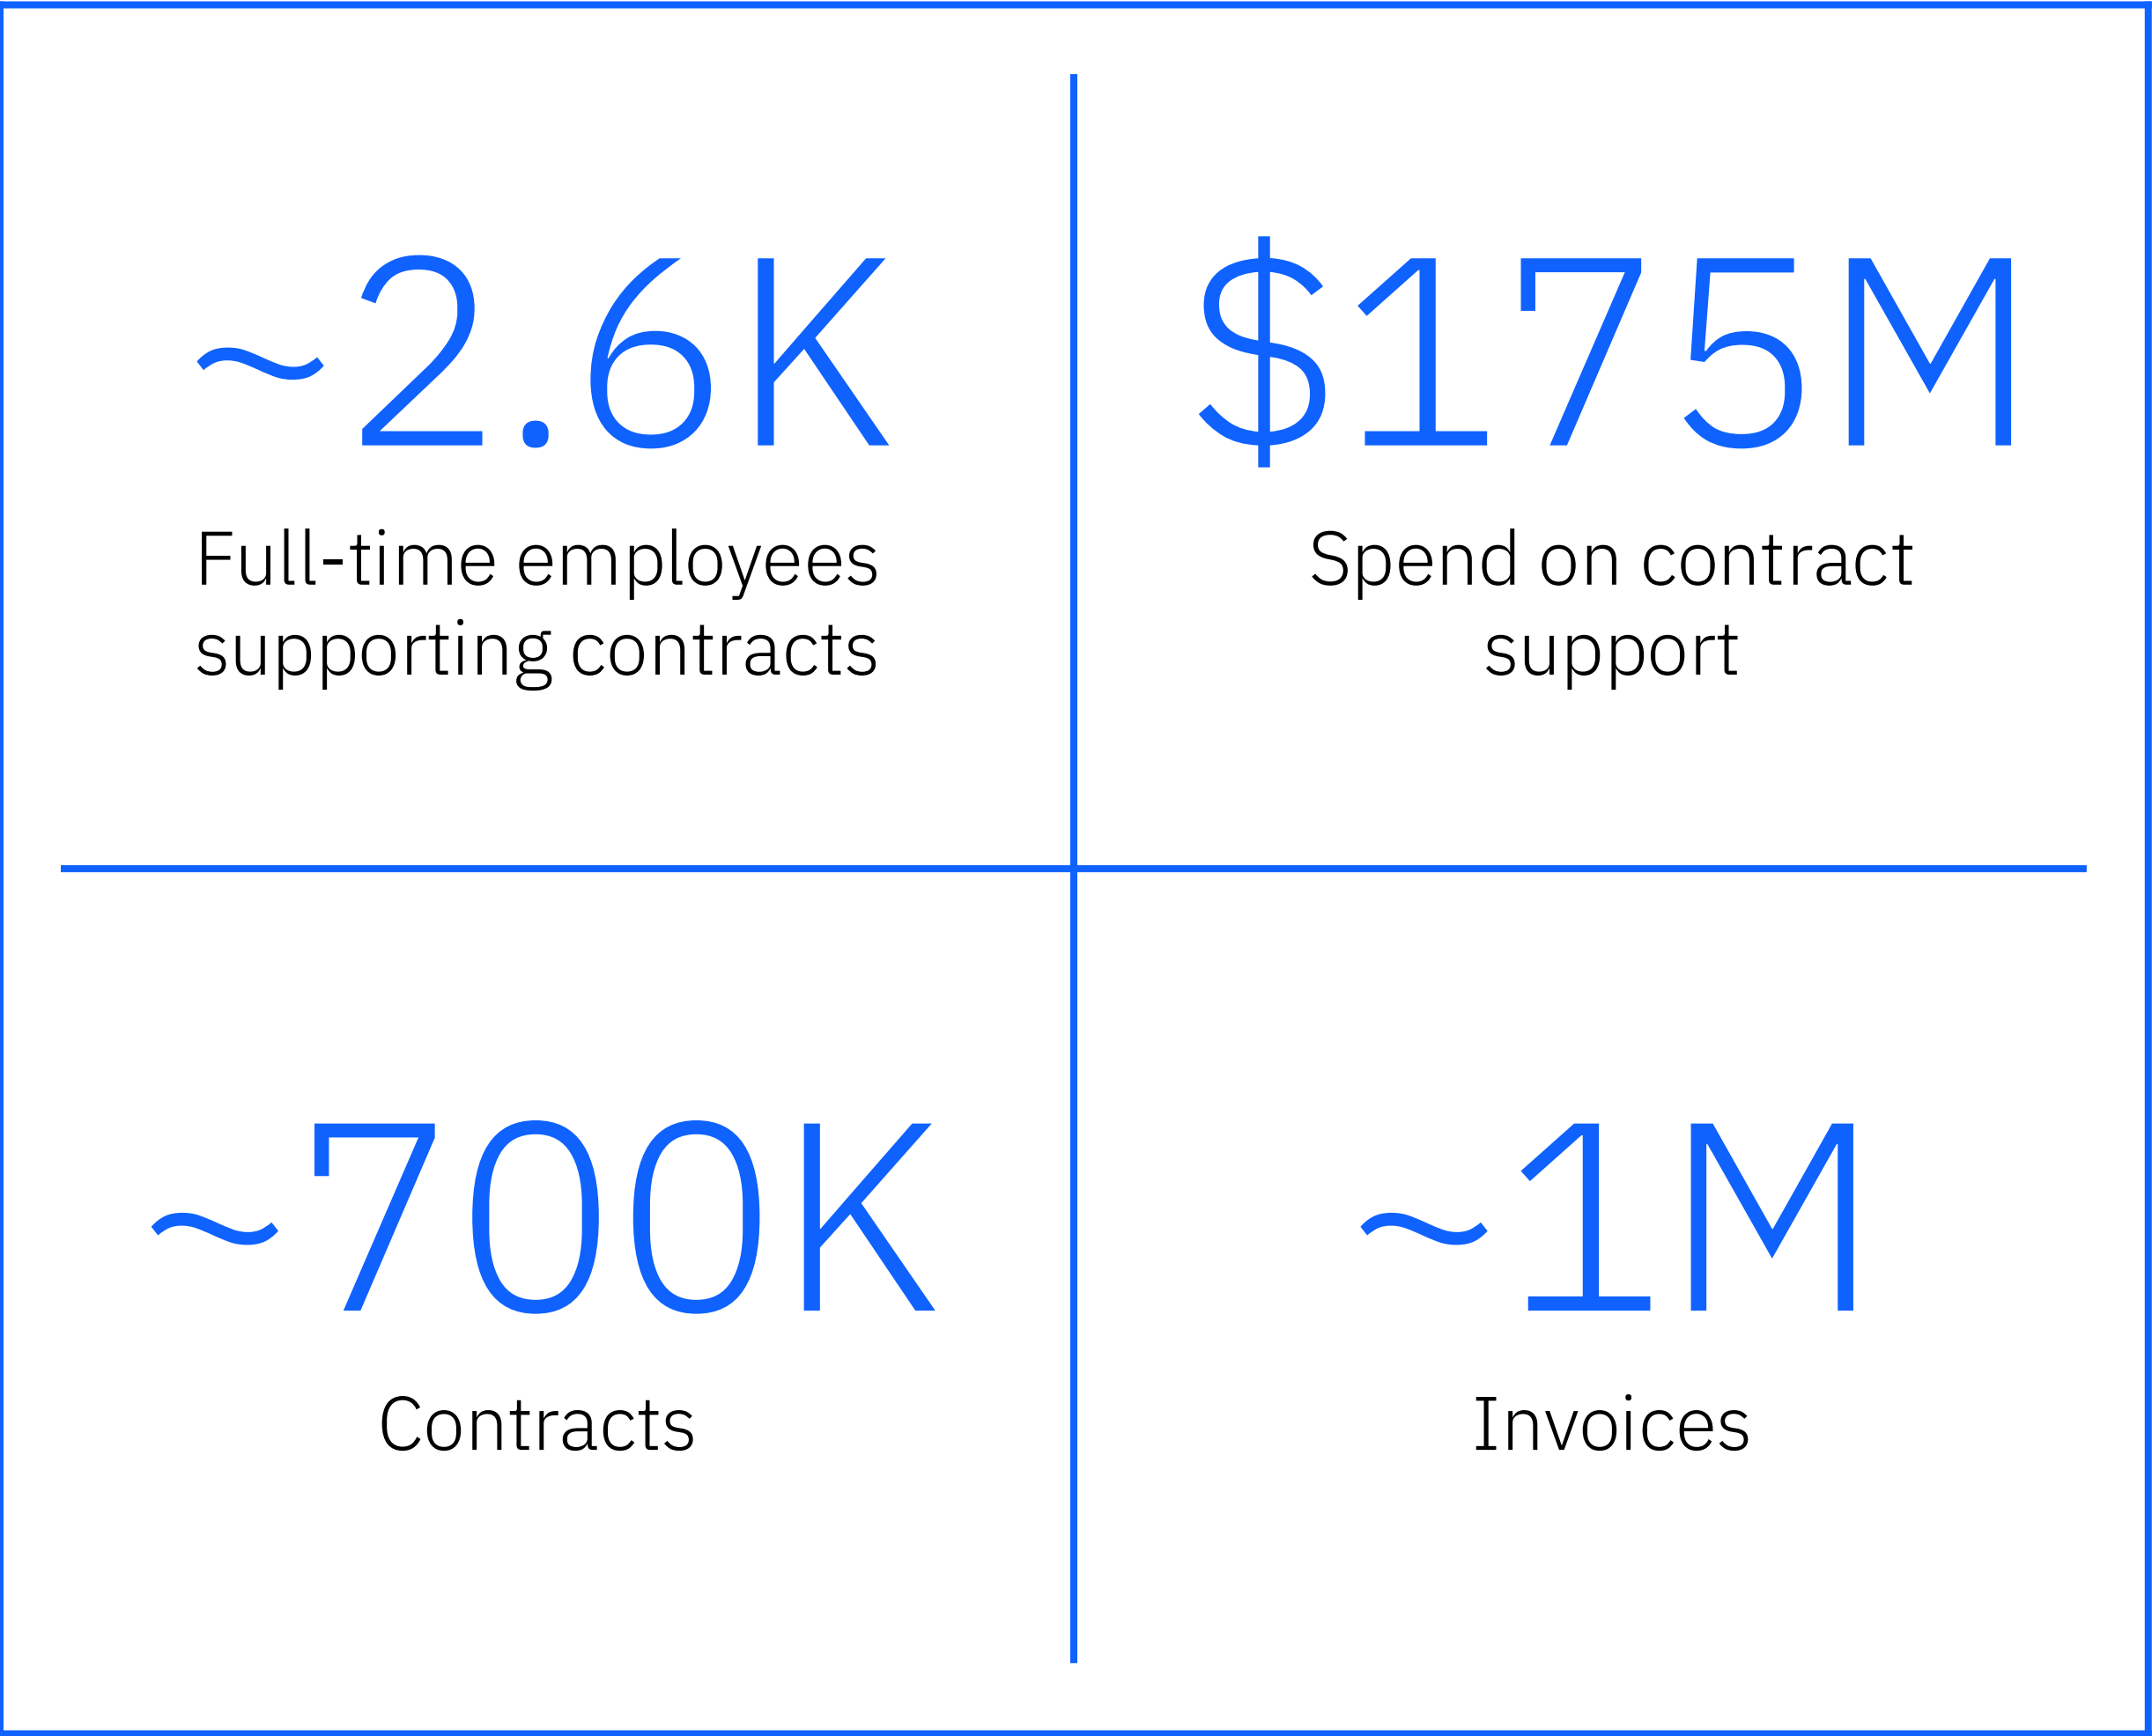 ~2.6K
Full-time employees
supporting contracts
$175M
Spend on contract
support
~700K
Contracts
~1M
Invoices